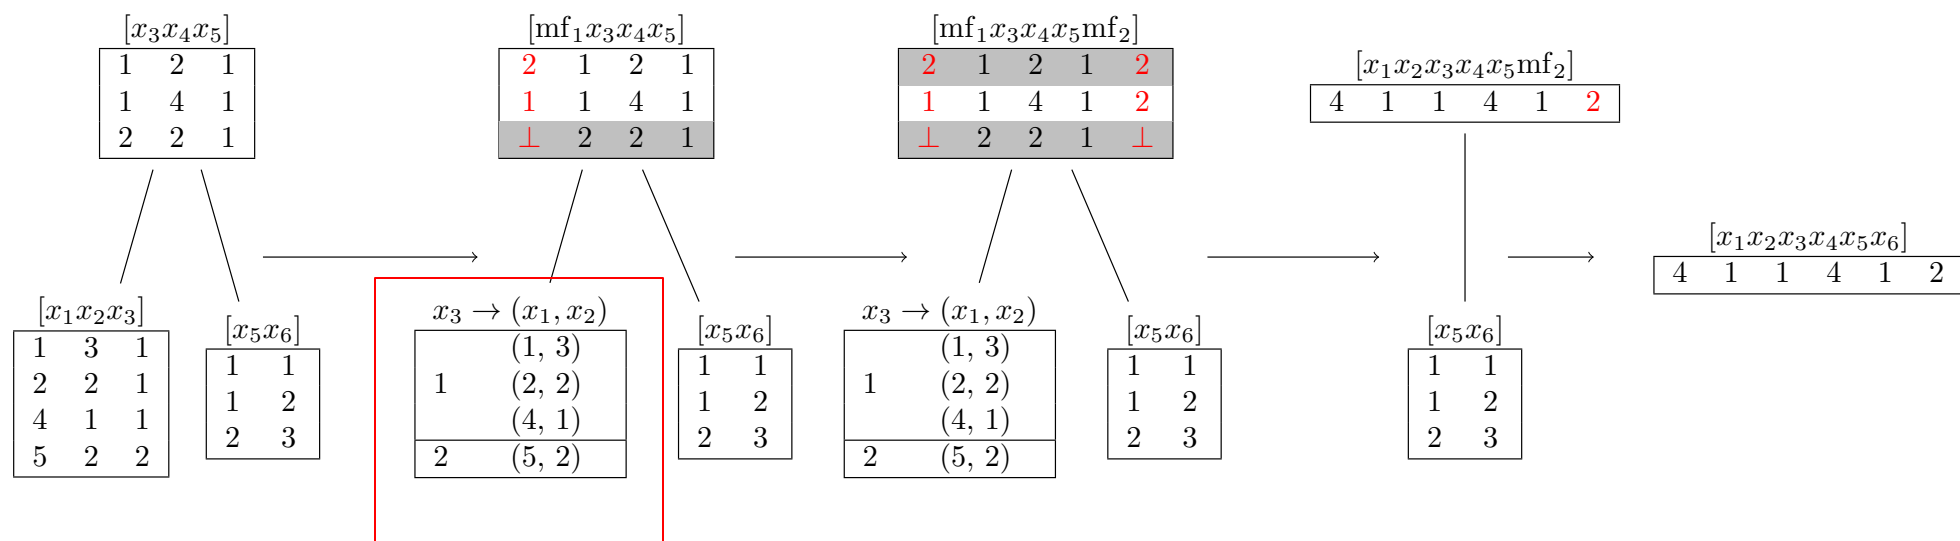 [x₃x₄x₅]
1 2 1
1 4 1
2 2 1
[x₁x₂x₃]
1 3 1
2 2 1
4 1 1
5 2 2
[x₅x₆]
1 1
1 2
2 3
[mf₁x₃x₄x₅]
2 1 2 1
1 1 4 1
⊥ 2 2 1
x₃ → (x₁, x₂)
(1, 3)
1 (2, 2)
(4, 1)
2 (5, 2)
[x₅x₆]
1 1
1 2
2 3
[mf₁x₃x₄x₅mf₂]
2 1 2 1 2
1 1 4 1 2
⊥ 2 2 1 ⊥
x₃ → (x₁, x₂)
(1, 3)
1 (2, 2)
(4, 1)
2 (5, 2)
[x₅x₆]
1 1
1 2
2 3
[x₁x₂x₃x₄x₅mf₂]
4 1 1 4 1 2
[x₅x₆]
1 1
1 2
2 3
[x₁x₂x₃x₄x₅x₆]
4 1 1 4 1 2